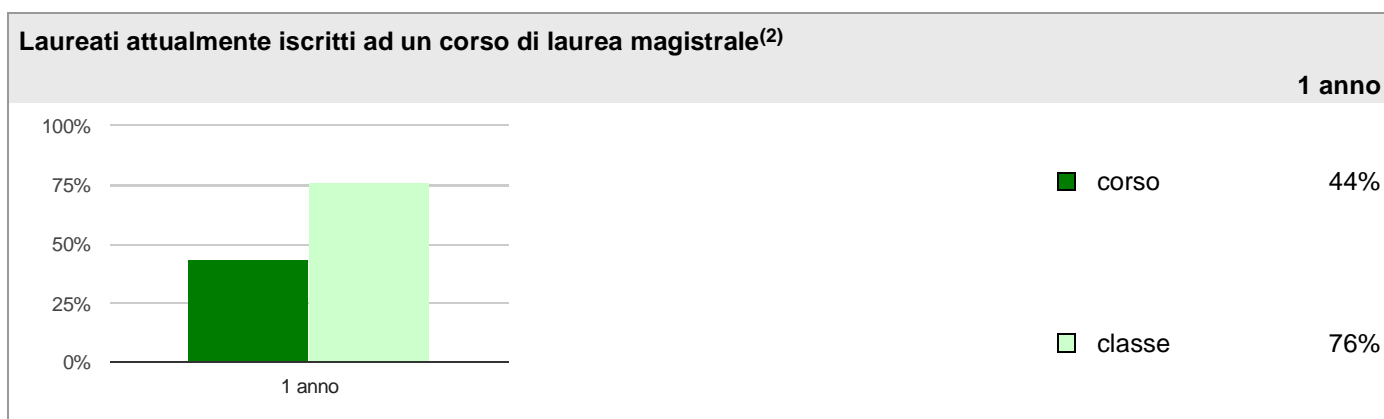 Laureati attualmente iscritti ad un corso di laurea magistrale(2)
1 anno
100%
75%
50%
25%
0%
1 anno
corso 44%
classe 76%